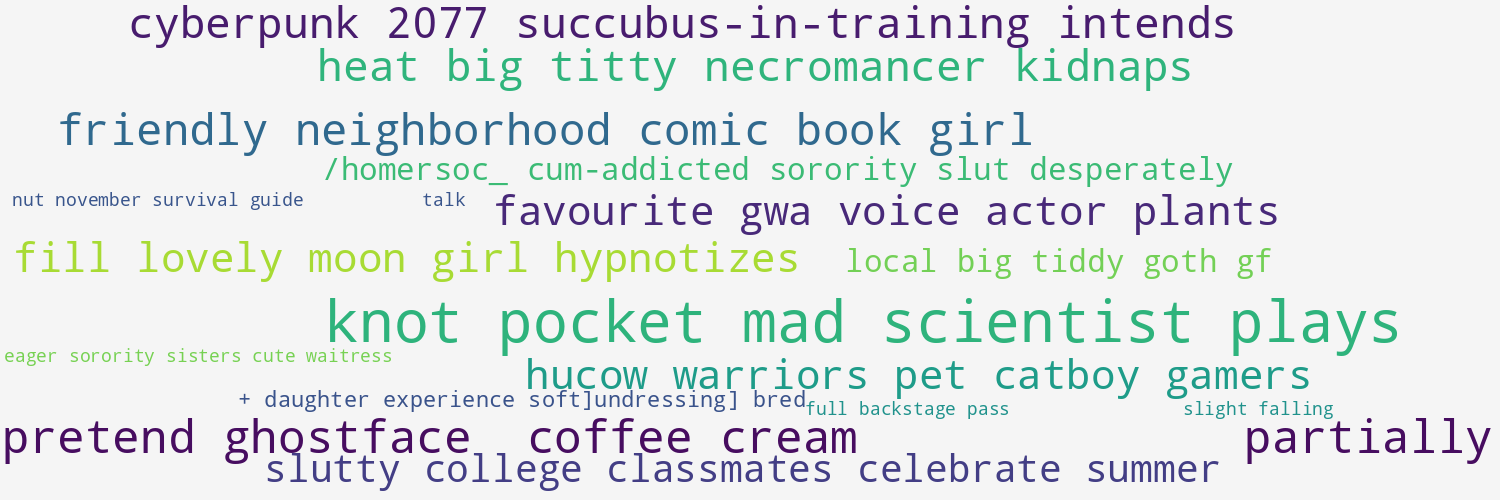 cyberpunk 2077 succubus-in-training intends
heat big titty necromancer kidnaps
friendly neighborhood comic book girl
/homersoc_ cum-addicted sorority slut desperately
nut november survival guide
talk
favourite gwa voice actor plants
fill lovely moon girl hypnotizes
local big tiddy goth gf
knot pocket mad scientist plays
eager sorority sisters cute waitress
hucow warriors pet catboy gamers
+ daughter experience soft]undressing] bred
full backstage pass
slight falling
pretend ghostface
coffee cream
partially
slutty college classmates celebrate summer